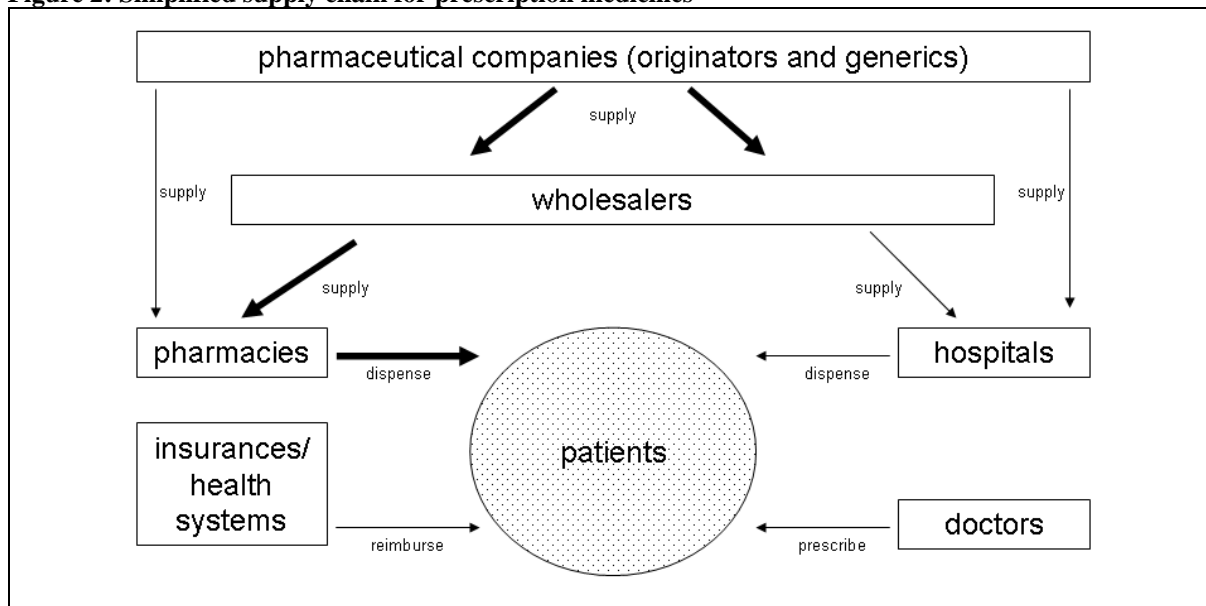 Figure 2: Simplified supply chain for prescription medicines
pharmaceutical companies (originators and generics)
supply
supply
supply
wholesalers
supply
supply
pharmacies
hospitals
dispense
dispense
insurances/
health
systems
patients
doctors
reimburse
prescribe